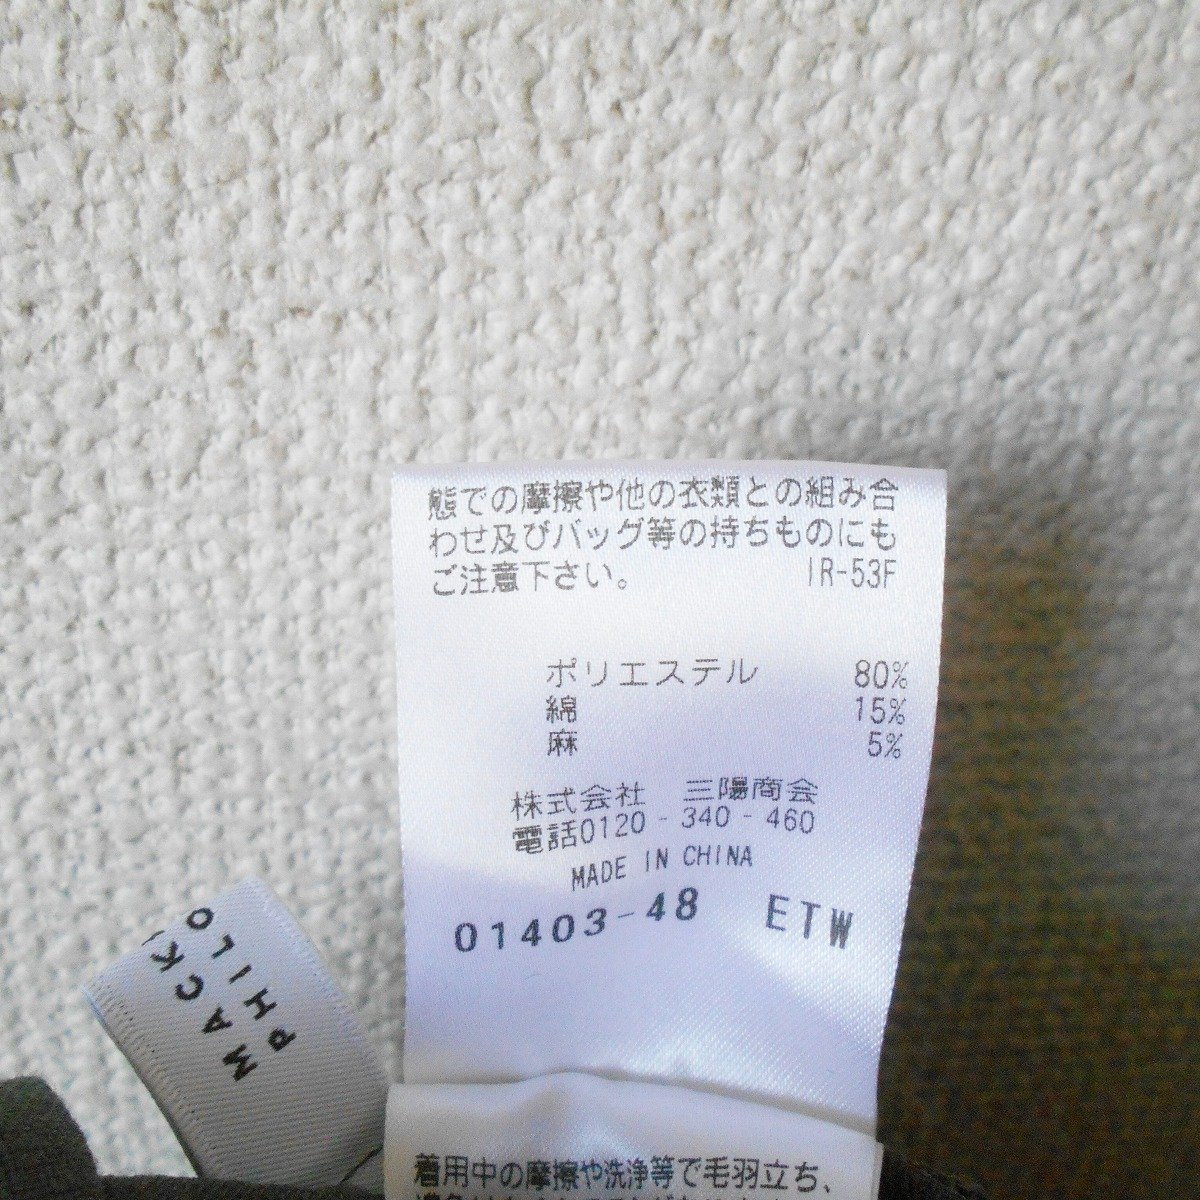 態での摩擦や他の衣類との組み合
わせ及びバッグ等の持ちものにも
ご注意下さい。 IR-53F
ポリエステル 80%
綿 15%
麻 5%
株式会社 三陽商会
電話0120-340-460
MADE IN CHINA
01403-48 ETW
MACK
PHILO
着用中の摩擦や洗浄等で毛羽立ち、